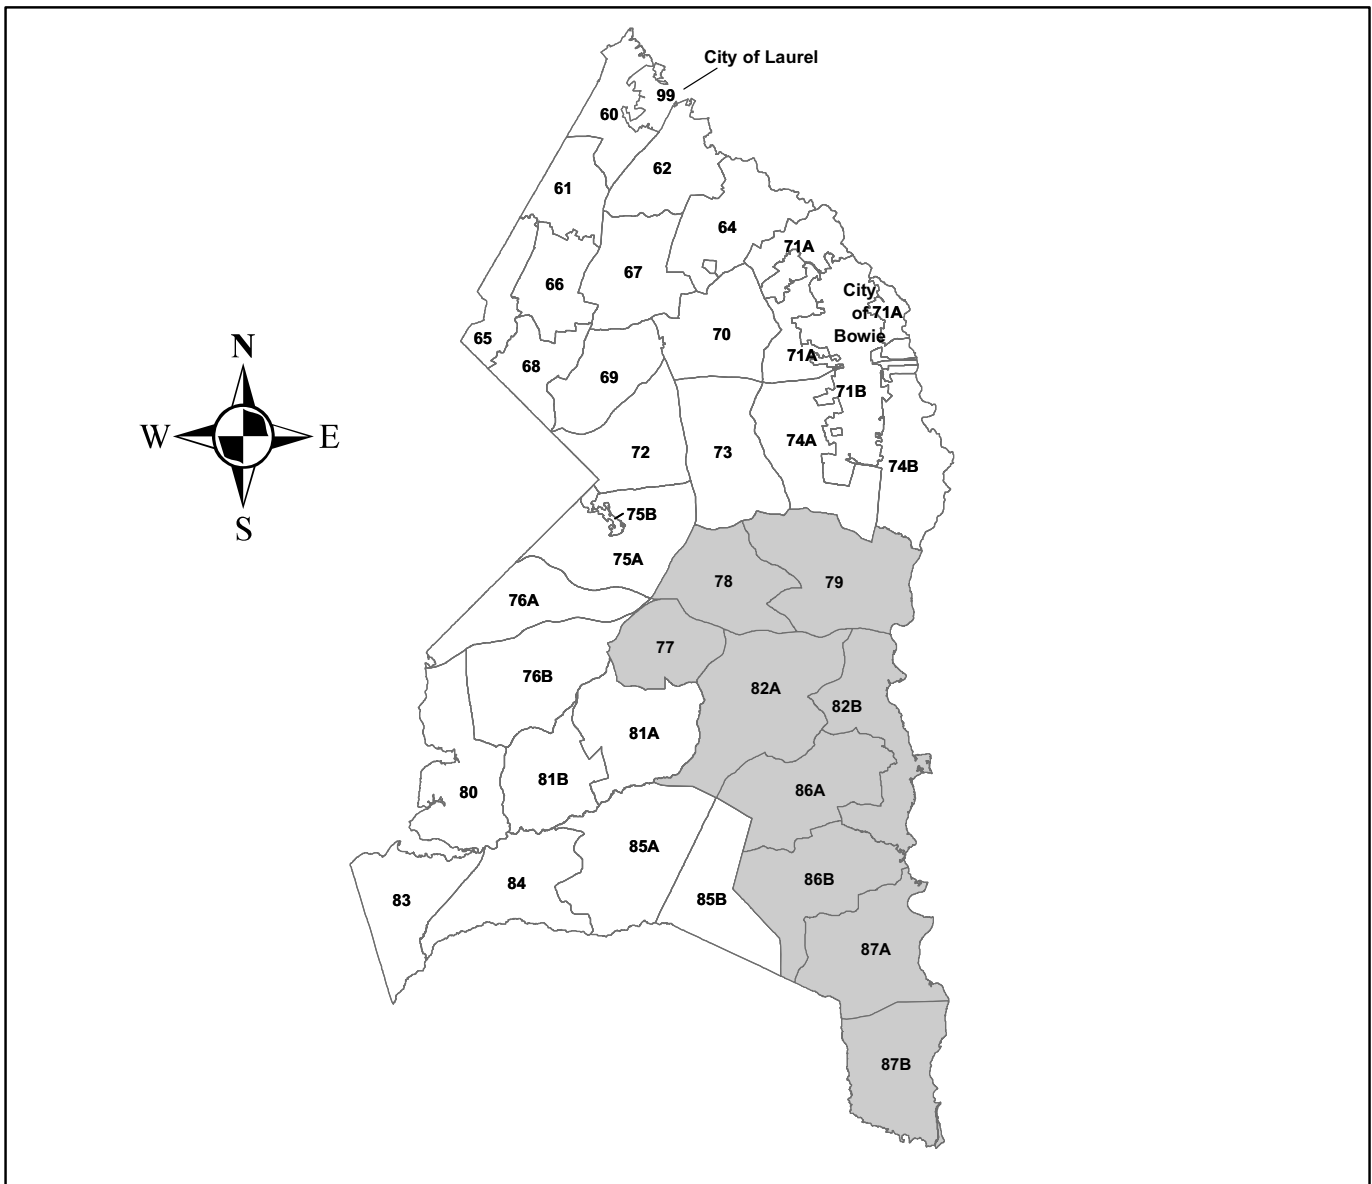 City of Laurel
99
60
62
61
64
71A
67
66
City
of 71A
Bowie
65
70
71A
68
69
71B
N
W
E
S
72
73
74A
74B
75B
75A
76A
78
79
77
76B
82A
82B
81A
81B
80
86A
85A
86B
84
83
85B
87A
87B